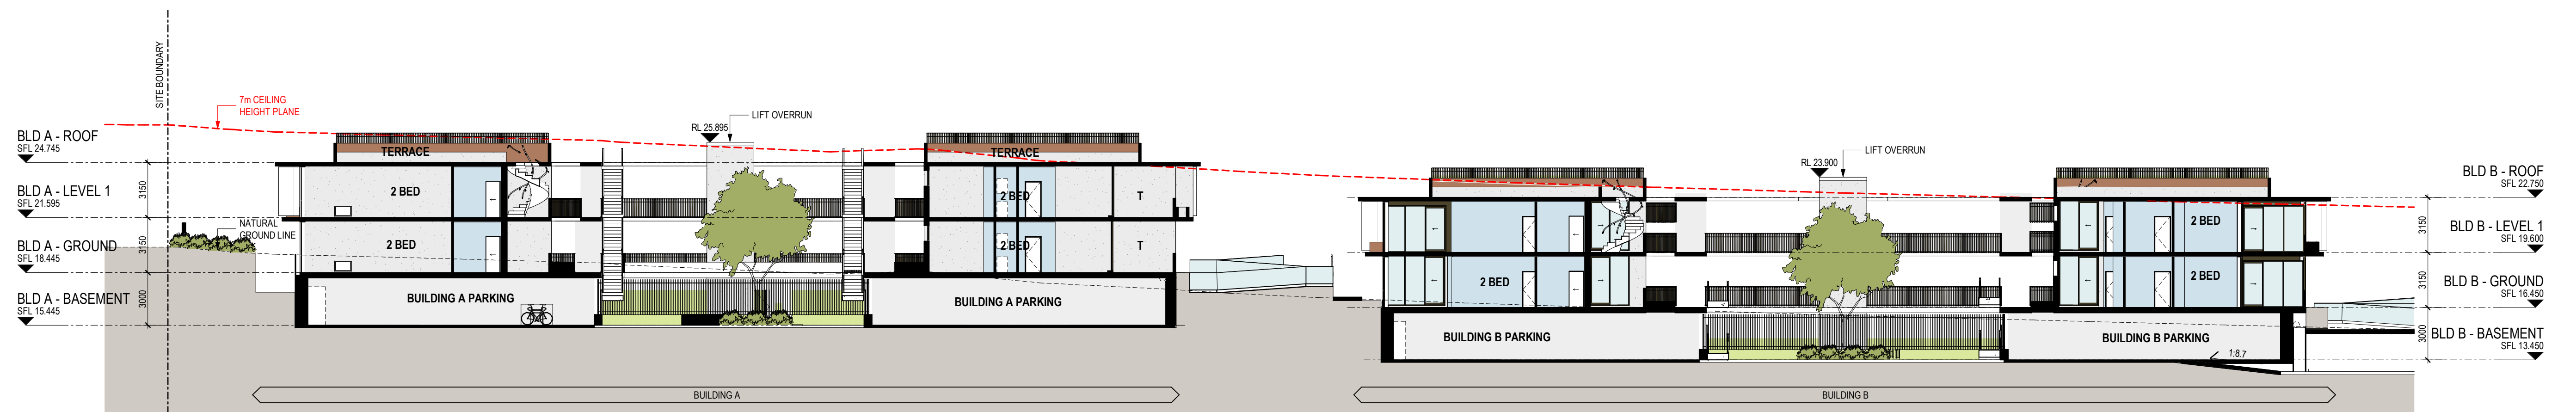 SITE BOUNDARY
7m CEILING
HEIGHT PLANE
BLD A - ROOF
SFL 24.745
BLD A - LEVEL 1
SFL 21.595
BLD A - GROUND
SFL 18.445
BLD A - BASEMENT
SFL 15.445
3150
3150
3000
NATURAL
GROUND LINE
TERRACE
2 BED
2 BED
BUILDING A PARKING
RL 25.895
LIFT OVERRUN
TERRACE
2 BED
T
2 BED
T
BUILDING A PARKING
BUILDING A
RL 23.900
LIFT OVERRUN
2 BED
BUILDING B PARKING
2 BED
2 BED
BUILDING B PARKING
1:8.7
BUILDING B
3150
3150
3000
BLD B - ROOF
SFL 22.750
BLD B - LEVEL 1
SFL 19.600
BLD B - GROUND
SFL 16.450
BLD B - BASEMENT
SFL 13.450